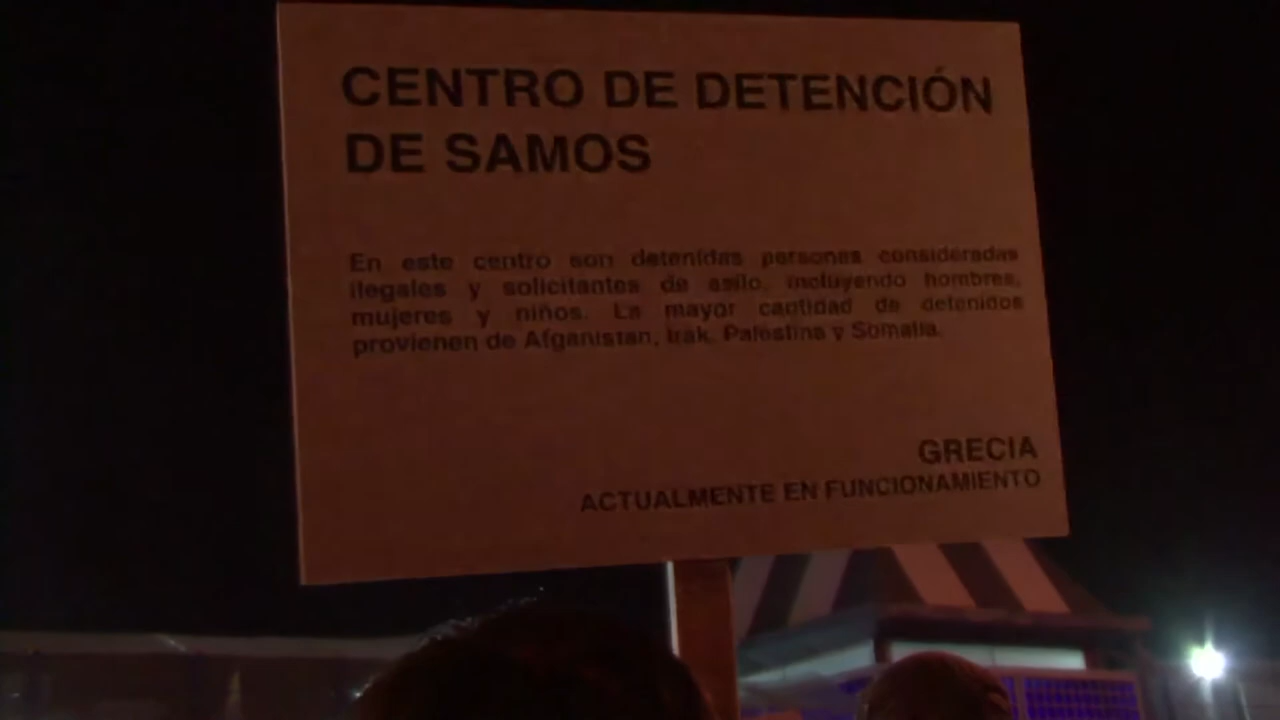 CENTRO DE DETENCIÓN
DE SAMOS
En este centro son detenidas personas consideradas
ilegales y solicitantes de asilo, incluyendo hombres,
mujeres y niños. La mayor cantidad de detenidos
provienen de Afganistan, Irak, Palestina y Somalia.
GRECIA
ACTUALMENTE EN FUNCIONAMIENTO